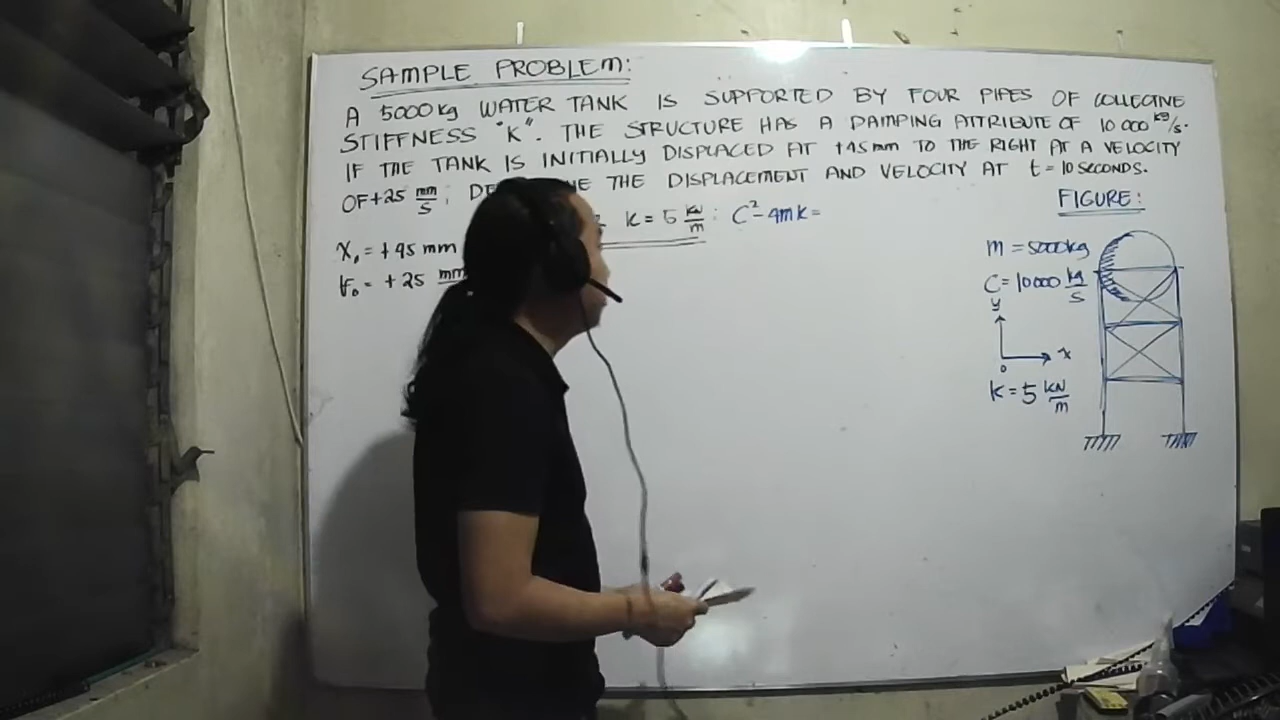 SAMPLE PROBLEM:
A 5000kg WATER TANK IS SUPPORTED BY FOUR PIPES OF COLLECTIVE
STIFFNESS "K". THE STRUCTURE HAS A DAMPING ATTRIBUTE OF 10 000 kg/s.
IF THE TANK IS INITIALLY DISPLACED AT +45mm TO THE RIGHT AT A VELOCITY
OF +25 mm/s; THE DISPLACEMENT AND VELOCITY AT t = 10 SECONDS.
K = 5 kN/m : C² - 4mk =
x₀ = +45 mm
v₀ = +25 mm
FIGURE:
m = 5000kg
C = 10000 kg/s
y
x
0
k = 5 kN/m